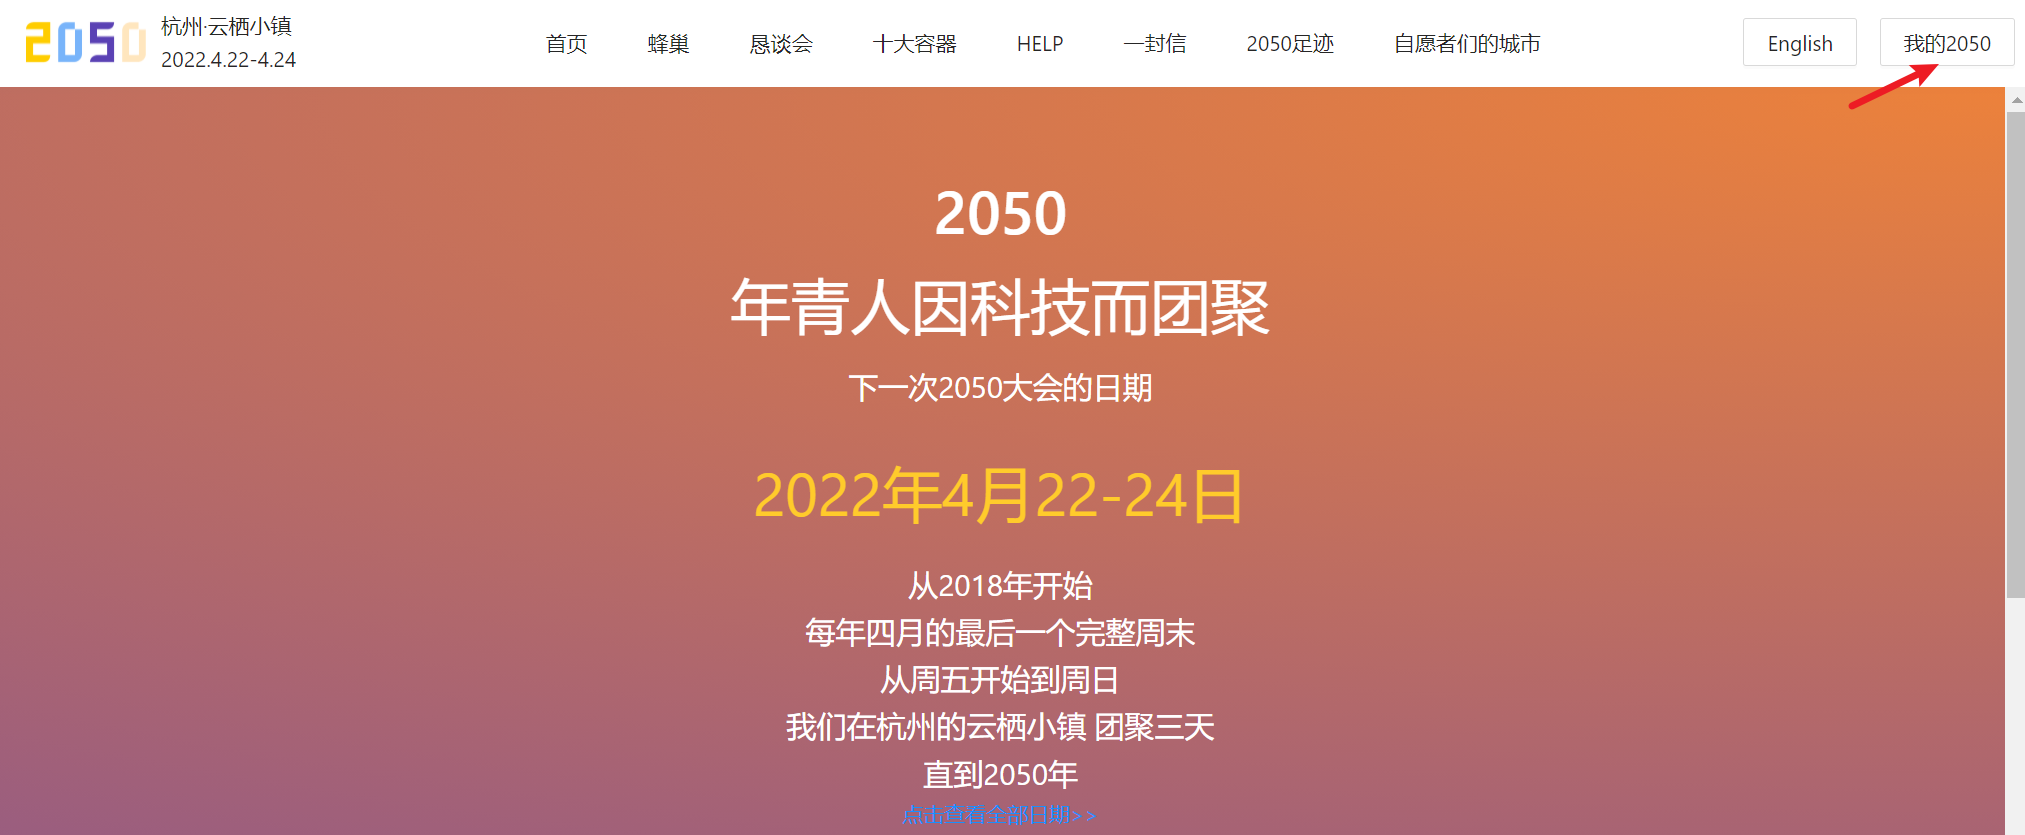 2050
杭州·云栖小镇
2022.4.22-4.24
首页
蜂巢
恳谈会
十大容器
HELP
一封信
2050足迹
自愿者们的城市
English
我的2050
2050
年青人因科技而团聚
下一次2050大会的日期
2022年4月22-24日
从2018年开始
每年四月的最后一个完整周末
从周五开始到周日
我们在杭州的云栖小镇 团聚三天
直到2050年
点击查看全部日期>>